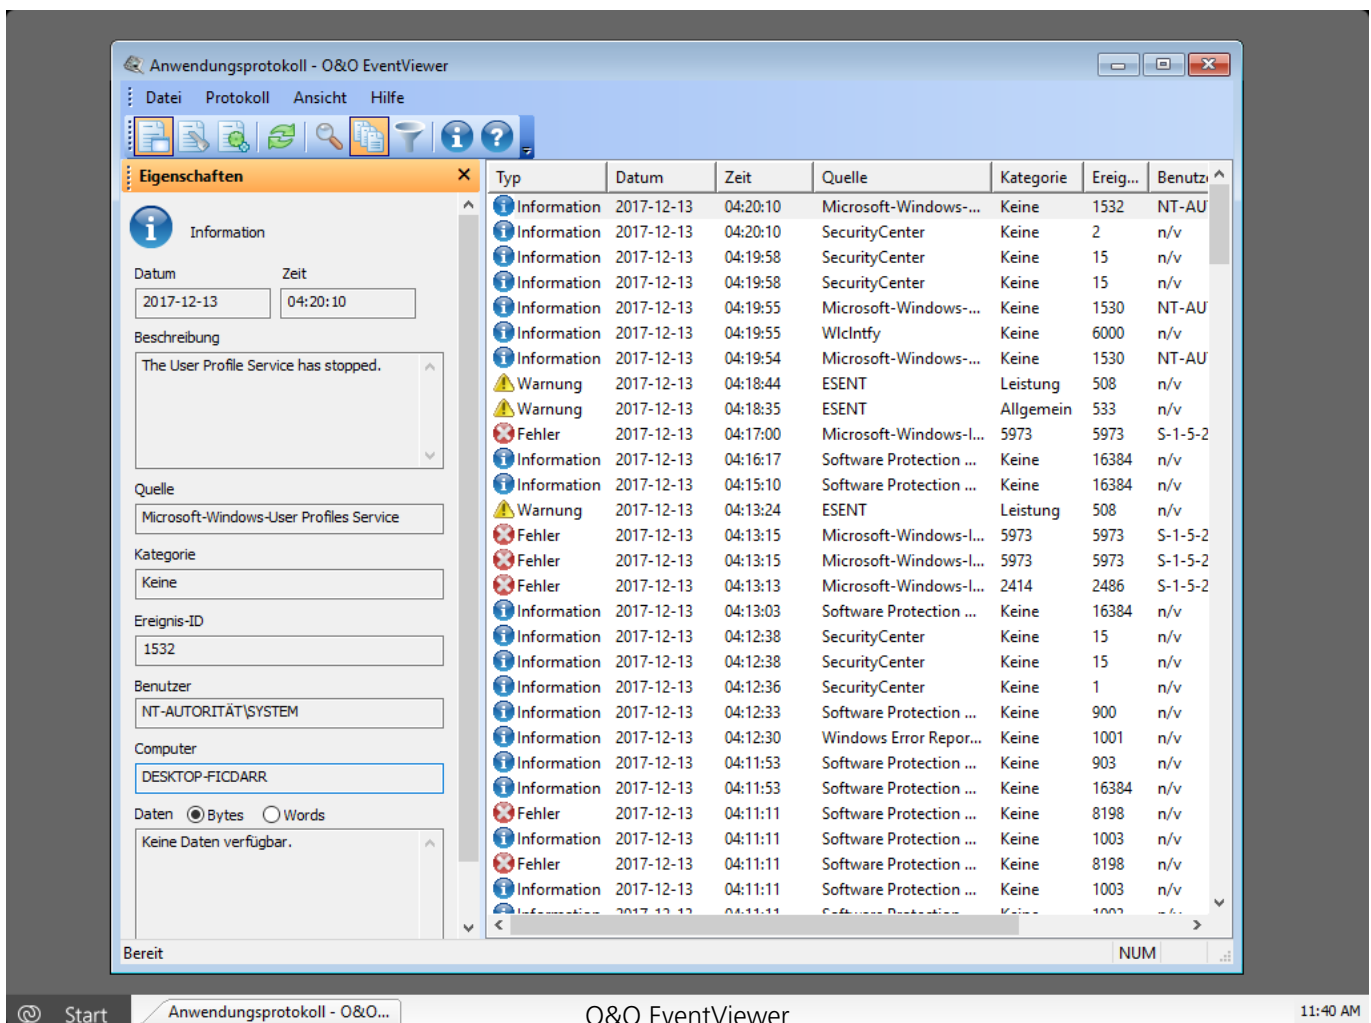 Anwendungsprotokoll - O&O EventViewer
Datei Protokoll Ansicht Hilfe
Eigenschaften
Information
Datum Zeit
2017-12-13 04:20:10
Beschreibung
The User Profile Service has stopped.
Quelle
Microsoft-Windows-User Profiles Service
Kategorie
Keine
Ereignis-ID
1532
Benutzer
NT-AUTORITÄT\SYSTEM
Computer
DESKTOP-FICDARR
Daten Bytes Words
Keine Daten verfügbar.
Typ Datum Zeit Quelle Kategorie Ereig... Benutz
Information 2017-12-13 04:20:10 Microsoft-Windows-... Keine 1532 NT-AU
Information 2017-12-13 04:20:10 SecurityCenter Keine 2 n/v
Information 2017-12-13 04:19:58 SecurityCenter Keine 15 n/v
Information 2017-12-13 04:19:58 SecurityCenter Keine 15 n/v
Information 2017-12-13 04:19:55 Microsoft-Windows-... Keine 1530 NT-AU
Information 2017-12-13 04:19:55 Wlclntfy Keine 6000 n/v
Information 2017-12-13 04:19:54 Microsoft-Windows-... Keine 1530 NT-AU
Warnung 2017-12-13 04:18:44 ESENT Leistung 508 n/v
Warnung 2017-12-13 04:18:35 ESENT Allgemein 533 n/v
Fehler 2017-12-13 04:17:00 Microsoft-Windows-I... 5973 5973 S-1-5-2
Information 2017-12-13 04:16:17 Software Protection ... Keine 16384 n/v
Information 2017-12-13 04:15:10 Software Protection ... Keine 16384 n/v
Warnung 2017-12-13 04:13:24 ESENT Leistung 508 n/v
Fehler 2017-12-13 04:13:15 Microsoft-Windows-I... 5973 5973 S-1-5-2
Fehler 2017-12-13 04:13:15 Microsoft-Windows-I... 5973 5973 S-1-5-2
Fehler 2017-12-13 04:13:13 Microsoft-Windows-I... 2414 2486 S-1-5-2
Information 2017-12-13 04:13:03 Software Protection ... Keine 16384 n/v
Information 2017-12-13 04:12:38 SecurityCenter Keine 15 n/v
Information 2017-12-13 04:12:38 SecurityCenter Keine 15 n/v
Information 2017-12-13 04:12:36 SecurityCenter Keine 1 n/v
Information 2017-12-13 04:12:33 Software Protection ... Keine 900 n/v
Information 2017-12-13 04:12:30 Windows Error Repor... Keine 1001 n/v
Information 2017-12-13 04:11:53 Software Protection ... Keine 903 n/v
Information 2017-12-13 04:11:53 Software Protection ... Keine 16384 n/v
Fehler 2017-12-13 04:11:11 Software Protection ... Keine 8198 n/v
Information 2017-12-13 04:11:11 Software Protection ... Keine 1003 n/v
Fehler 2017-12-13 04:11:11 Software Protection ... Keine 8198 n/v
Information 2017-12-13 04:11:11 Software Protection ... Keine 1003 n/v
Bereit NUM
Start Anwendungsprotokoll - O&O... O&O EventViewer 11:40 AM